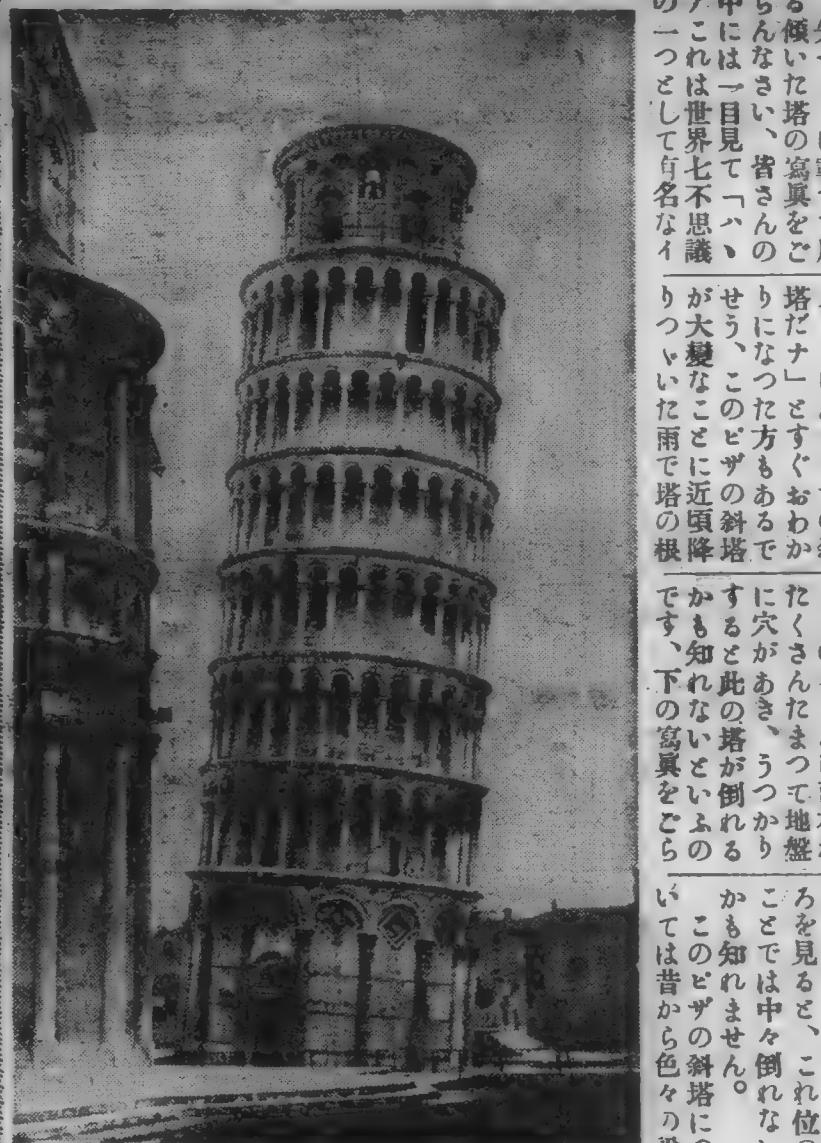 る傾いた塔の寫眞をご
らんなさい、皆さんの
中には一目見て「ハヽ
アこれは世界七不思議
の一つとして有名なイ
塔だナ」とすぐおわか
りになつた方もあるで
せう、このピザの斜塔
が大變なことに近頃降
りつゞいた雨で塔の根
たくさんたまつて地盤
に穴があき、うつかり
すると此の塔が倒れる
かも知れないといふの
です、下の寫眞をごら
ろを見ると、これ位
ことでは中々倒れな
かも知れません。
このピザの斜塔に
いては昔から色々の